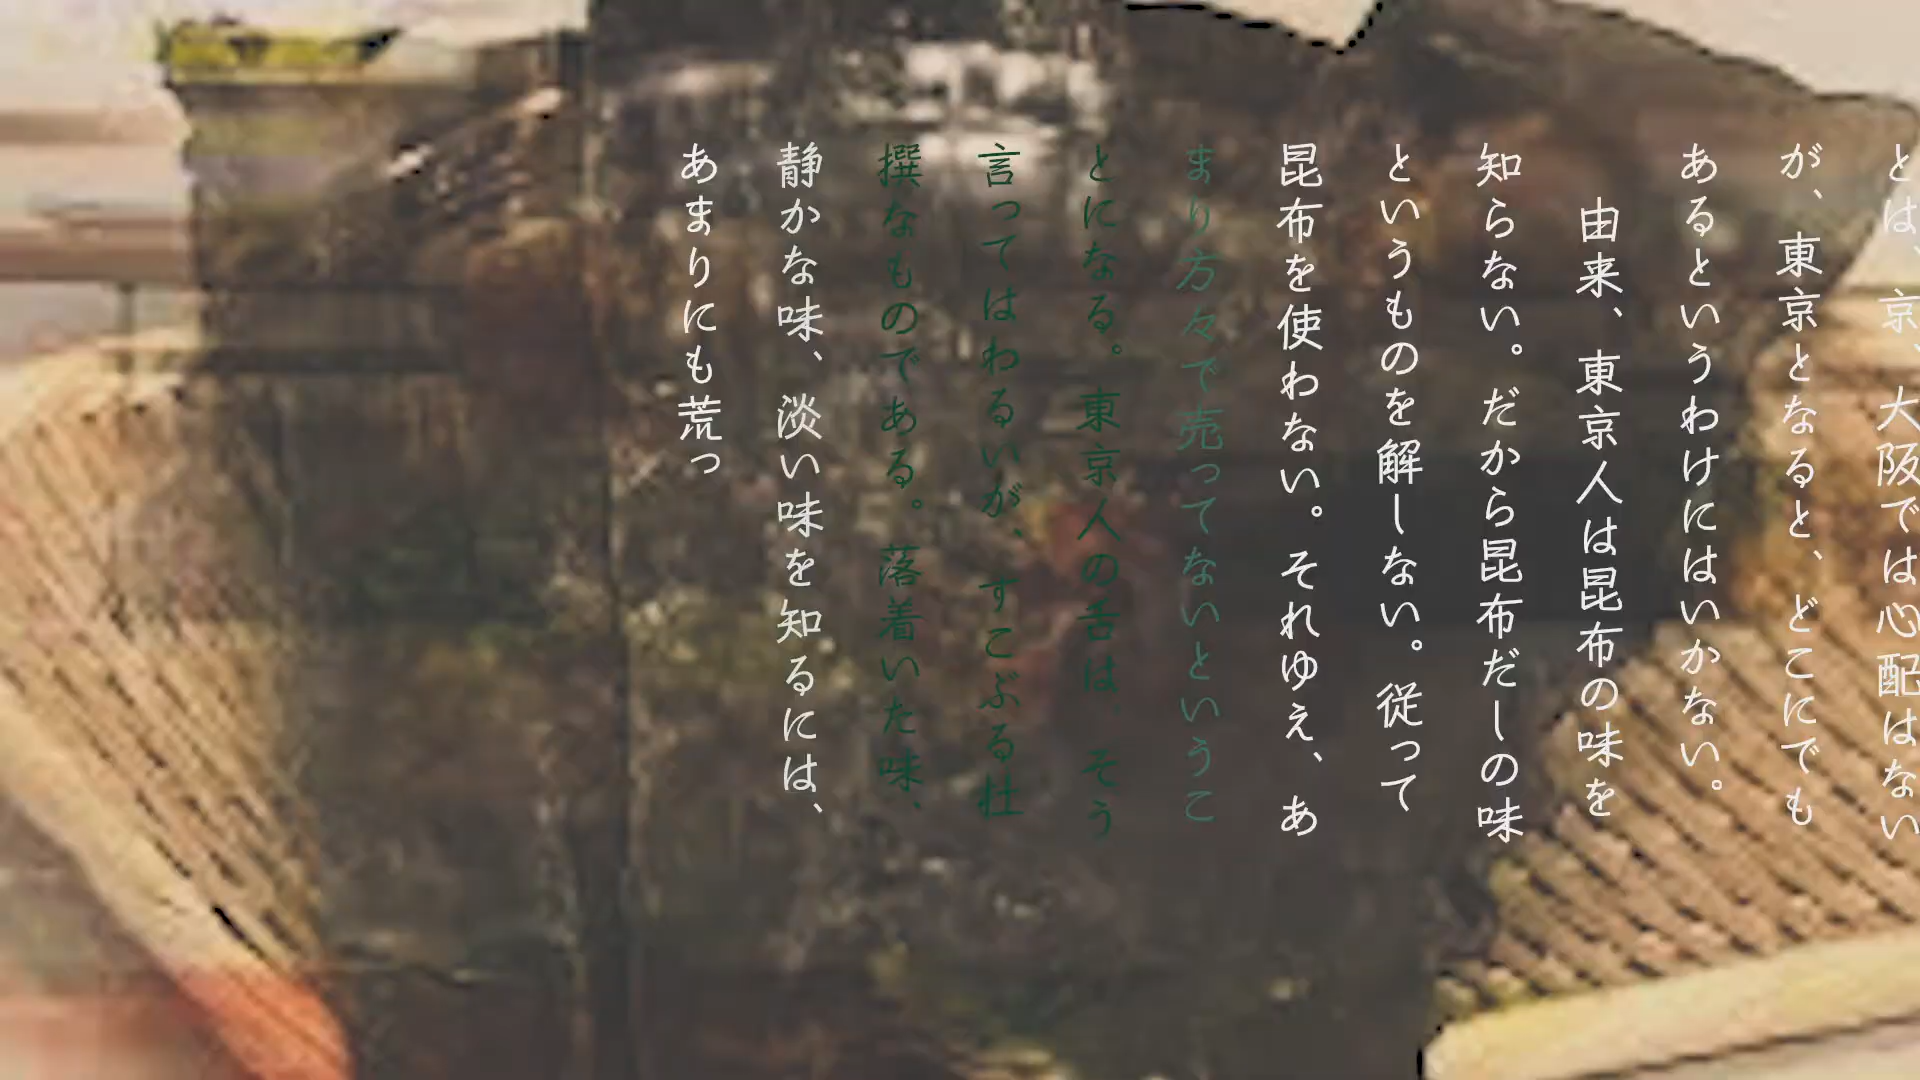 とは、京、大阪では心配はない
が、東京となると、どこにでも
あるというわけにはいかない。
由来、東京人は昆布の味を
知らない。だから昆布だしの味
というものを解しない。従って
昆布を使わない。それゆえ、あ
まり方々で売ってないというこ
とになる。東京人の舌は、そう
言ってはわるいが、すこぶる杜
撰なものである。落着いた味、
静かな味、淡い味を知るには、
あまりにも荒っ